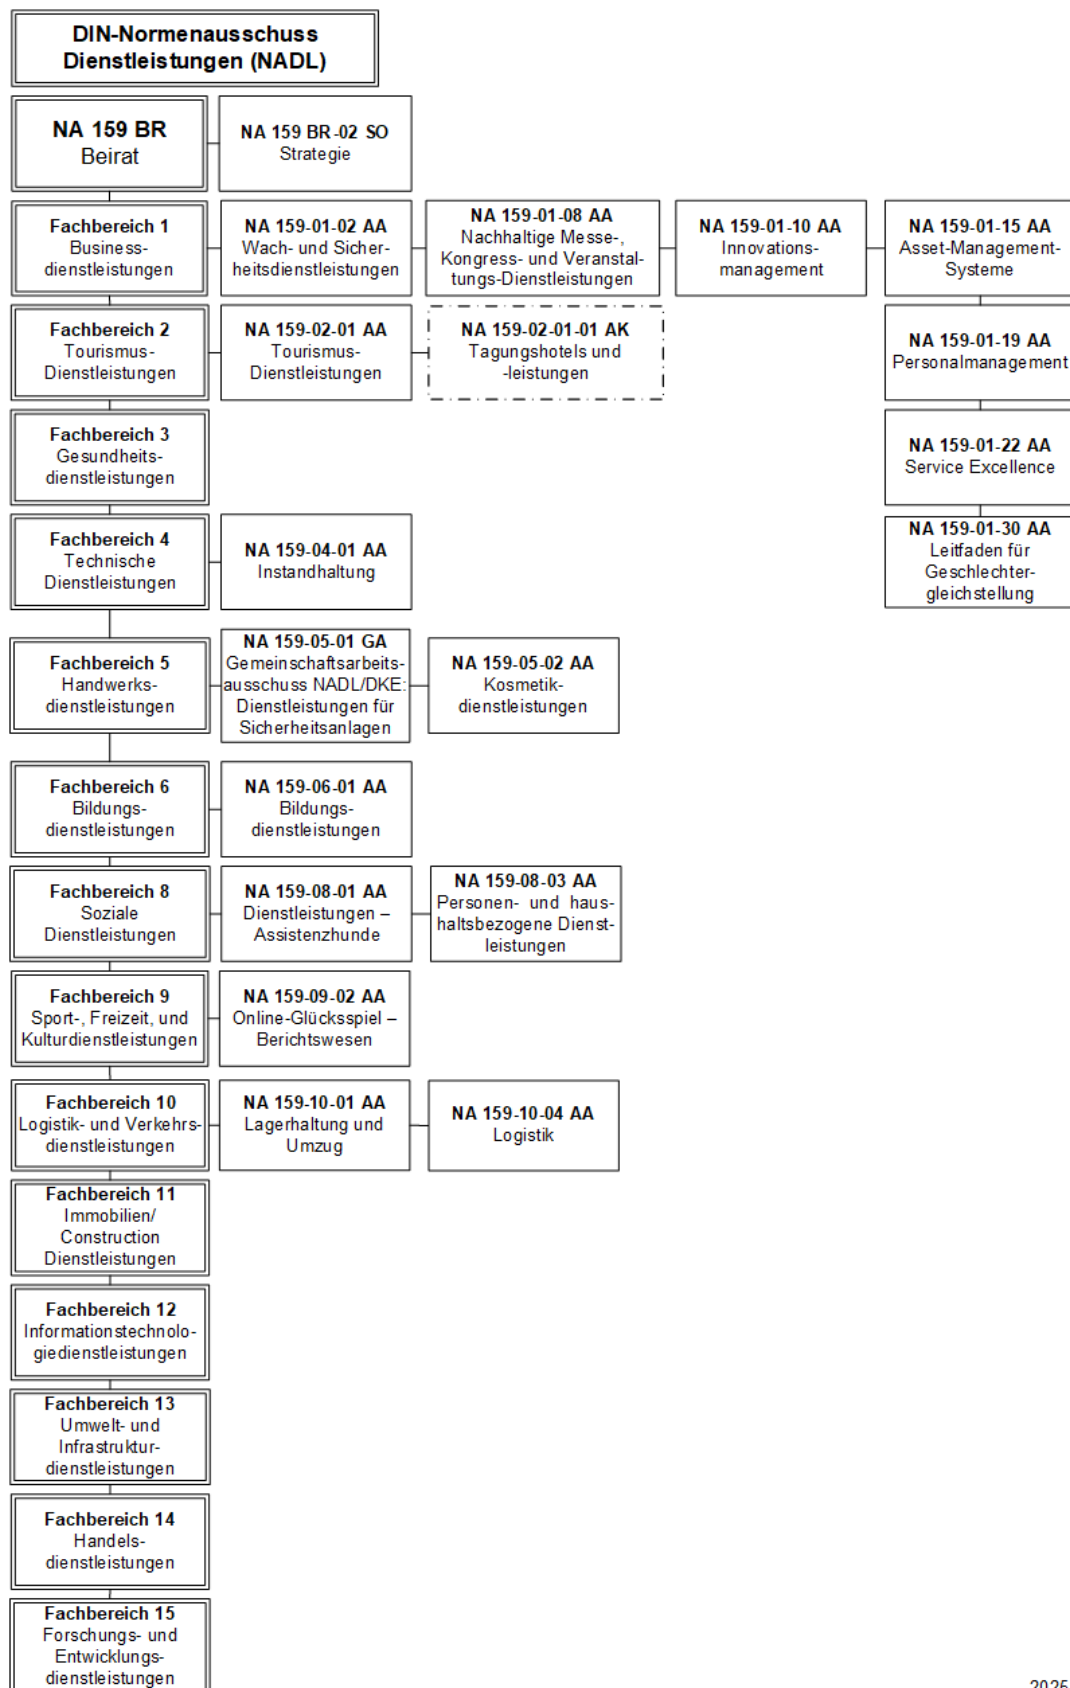 DIN-Normenausschuss
Dienstleistungen (NADL)
NA 159 BR
Beirat
NA 159 BR-02 SO
Strategie
Fachbereich 1
Business-
dienstleistungen
NA 159-01-02 AA
Wach- und Sicher-
heitsdienstleistungen
NA 159-01-08 AA
Nachhaltige Messe-,
Kongress- und Veranstal-
tungs-Dienstleistungen
NA 159-01-10 AA
Innovations-
management
NA 159-01-15 AA
Asset-Management-
Systeme
Fachbereich 2
Tourismus-
Dienstleistungen
NA 159-02-01 AA
Tourismus-
Dienstleistungen
NA 159-02-01-01 AK
Tagungshotels und
-leistungen
NA 159-01-19 AA
Personalmanagement
Fachbereich 3
Gesundheits-
dienstleistungen
NA 159-01-22 AA
Service Excellence
Fachbereich 4
Technische
Dienstleistungen
NA 159-04-01 AA
Instandhaltung
NA 159-01-30 AA
Leitfaden für
Geschlechter-
gleichstellung
Fachbereich 5
Handwerks-
dienstleistungen
NA 159-05-01 GA
Gemeinschaftsarbeits-
ausschuss NADL/DKE:
Dienstleistungen für
Sicherheitsanlagen
NA 159-05-02 AA
Kosmetik-
dienstleistungen
Fachbereich 6
Bildungs-
dienstleistungen
NA 159-06-01 AA
Bildungs-
dienstleistungen
Fachbereich 8
Soziale
Dienstleistungen
NA 159-08-01 AA
Dienstleistungen –
Assistenzhunde
NA 159-08-03 AA
Personen- und haus-
haltsbezogene Dienst-
leistungen
Fachbereich 9
Sport-, Freizeit, und
Kulturdienstleistungen
NA 159-09-02 AA
Online-Glücksspiel –
Berichtswesen
Fachbereich 10
Logistik- und Verkehrs-
dienstleistungen
NA 159-10-01 AA
Lagerhaltung und
Umzug
NA 159-10-04 AA
Logistik
Fachbereich 11
Immobilien/
Construction
Dienstleistungen
Fachbereich 12
Informationstechnolo-
giedienstleistungen
Fachbereich 13
Umwelt- und
Infrastruktur-
dienstleistungen
Fachbereich 14
Handels-
dienstleistungen
Fachbereich 15
Forschungs- und
Entwicklungs-
dienstleistungen